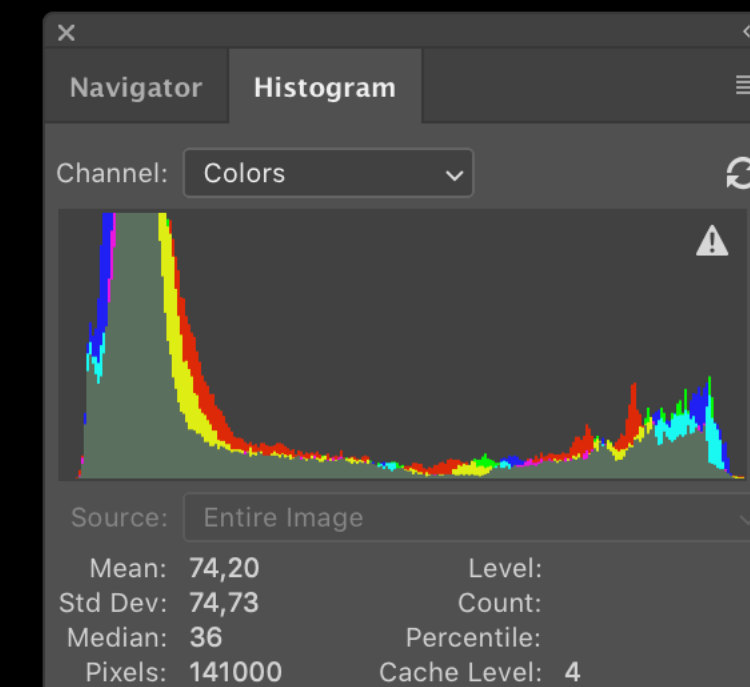 Navigator Histogram
Channel: Colors
Source: Entire Image
Mean: 74,20 Level:
Std Dev: 74,73 Count:
Median: 36 Percentile:
Pixels: 141000 Cache Level: 4